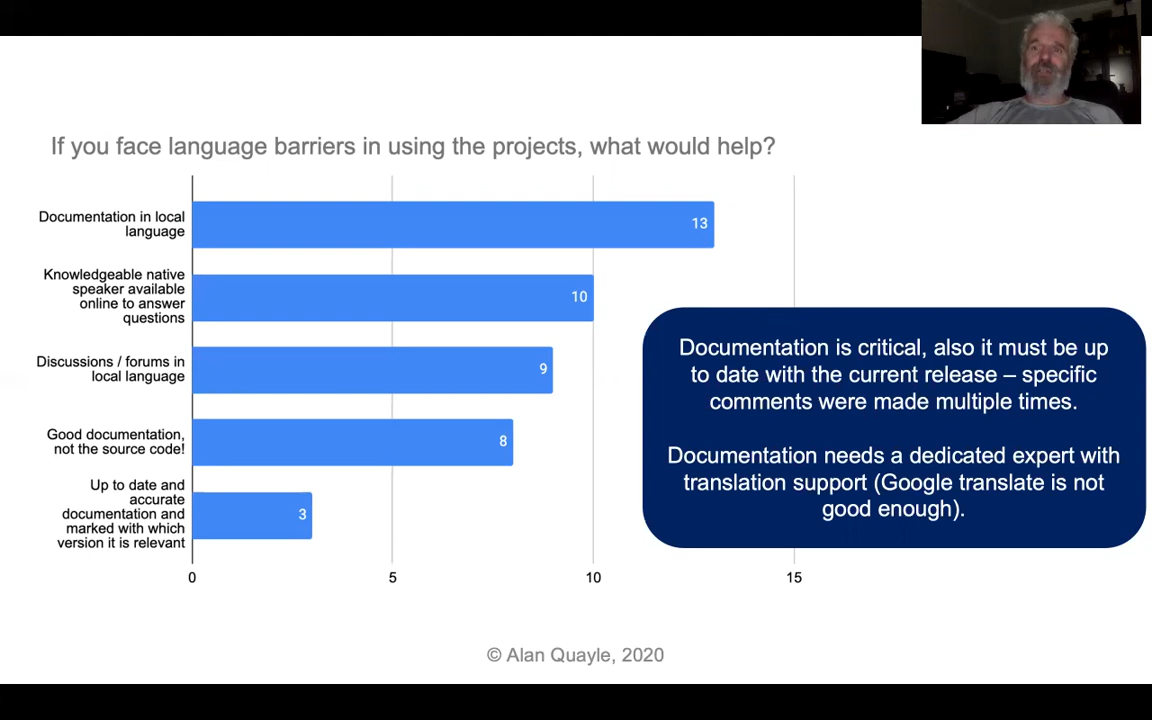 If you face language barriers in using the projects, what would help?
Documentation in local
language
13
Knowledgeable native
speaker available
online to answer
questions
10
Discussions / forums in
local language
9
Good documentation,
not the source code!
8
Up to date and
accurate
documentation and
marked with which
version it is relevant
3
0
5
10
15
Documentation is critical, also it must be up
to date with the current release – specific
comments were made multiple times.
Documentation needs a dedicated expert with
translation support (Google translate is not
good enough).
© Alan Quayle, 2020